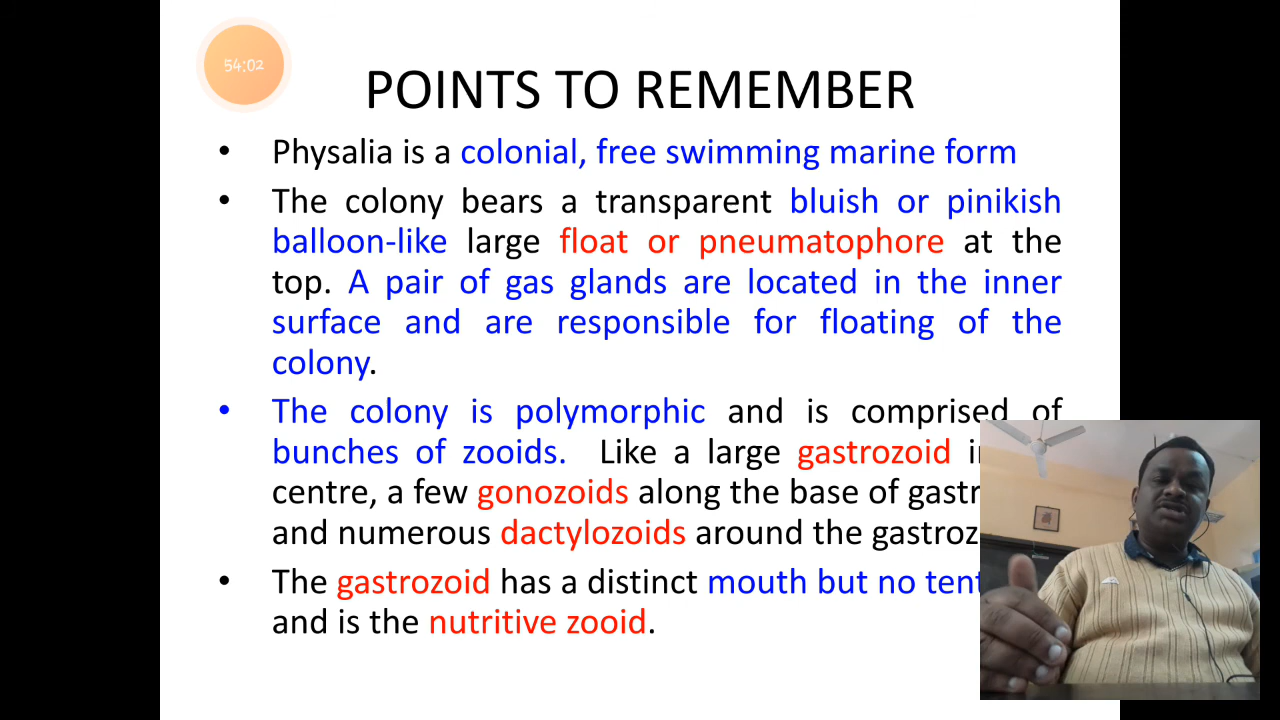 54:02
POINTS TO REMEMBER
• Physalia is a colonial, free swimming marine form
• The colony bears a transparent bluish or pinikish
balloon-like large float or pneumatophore at the
top. A pair of gas glands are located in the inner
surface and are responsible for floating of the
colony.
• The colony is polymorphic and is comprised of
bunches of zooids. Like a large gastrozoid
centre, a few gonozoids along the base of
and numerous dactylozoids around the
• The gastrozoid has a distinct mouth but no
and is the nutritive zooid.